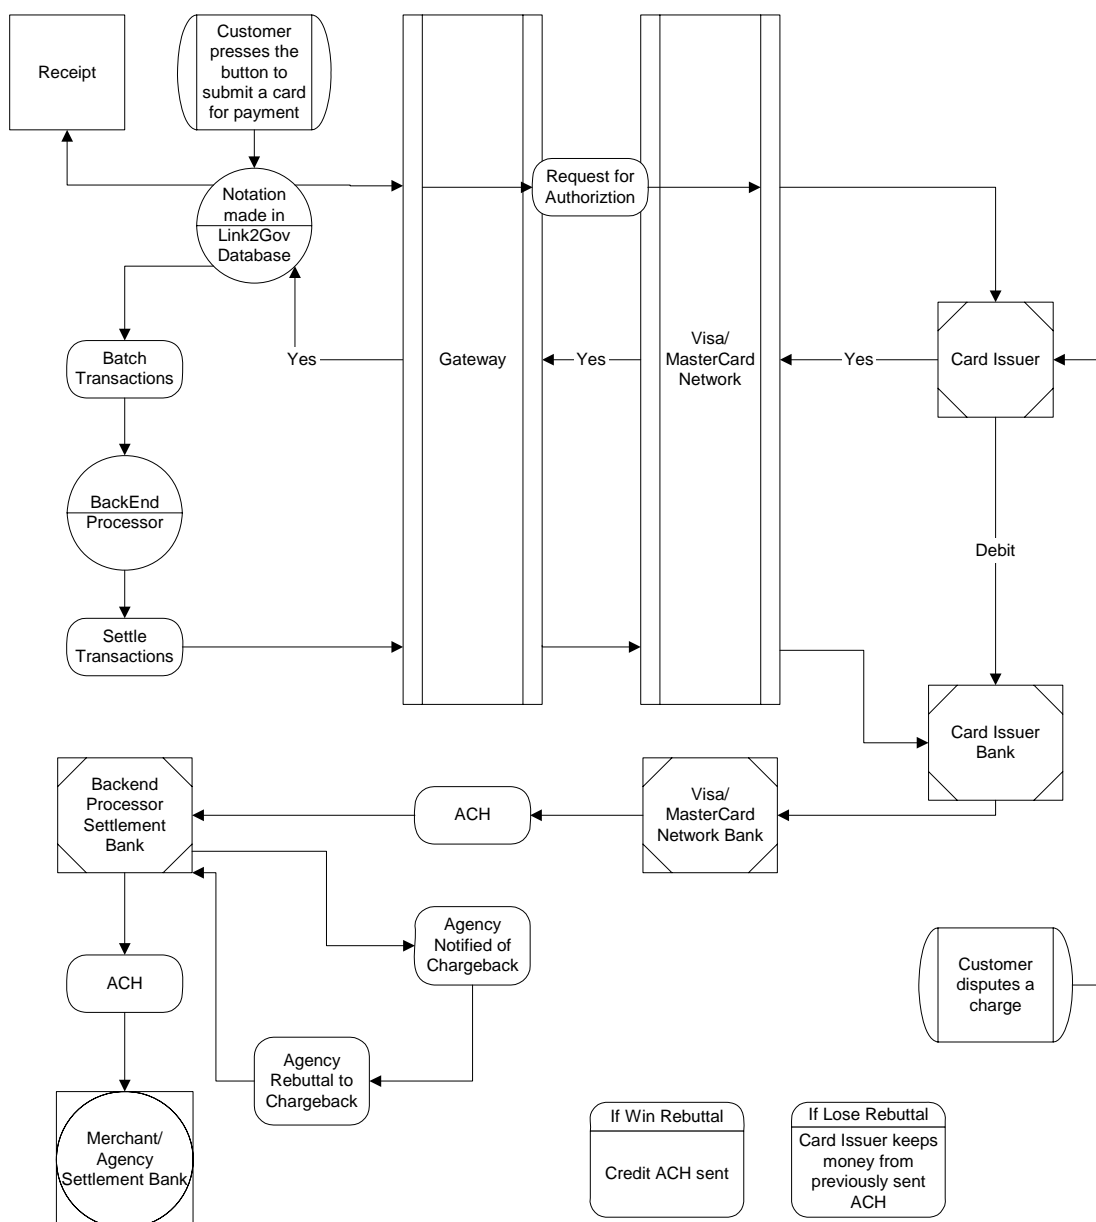 Receipt
Customer
presses the
button to
submit a card
for payment
Notation
made in
Link2Gov
Database
Request for
Authoriztion
Batch
Transactions
Yes
Gateway
Yes
Visa/
MasterCard
Network
Yes
Card Issuer
BackEnd
Processor
Debit
Settle
Transactions
Card Issuer
Bank
Backend
Processor
Settlement
Bank
ACH
Visa/
MasterCard
Network Bank
Agency
Notified of
Chargeback
ACH
Customer
disputes a
charge
Agency
Rebuttal to
Chargeback
Merchant/
Agency
Settlement Bank
If Win Rebuttal
Credit ACH sent
If Lose Rebuttal
Card Issuer keeps
money from
previously sent
ACH